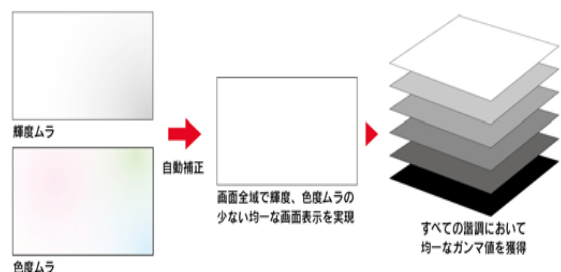 輝度ムラ
色度ムラ
自動補正
画面全域で輝度、色度ムラの
少ない均一な画面表示を実現
すべての諧調において
均一なガンマ値を獲得